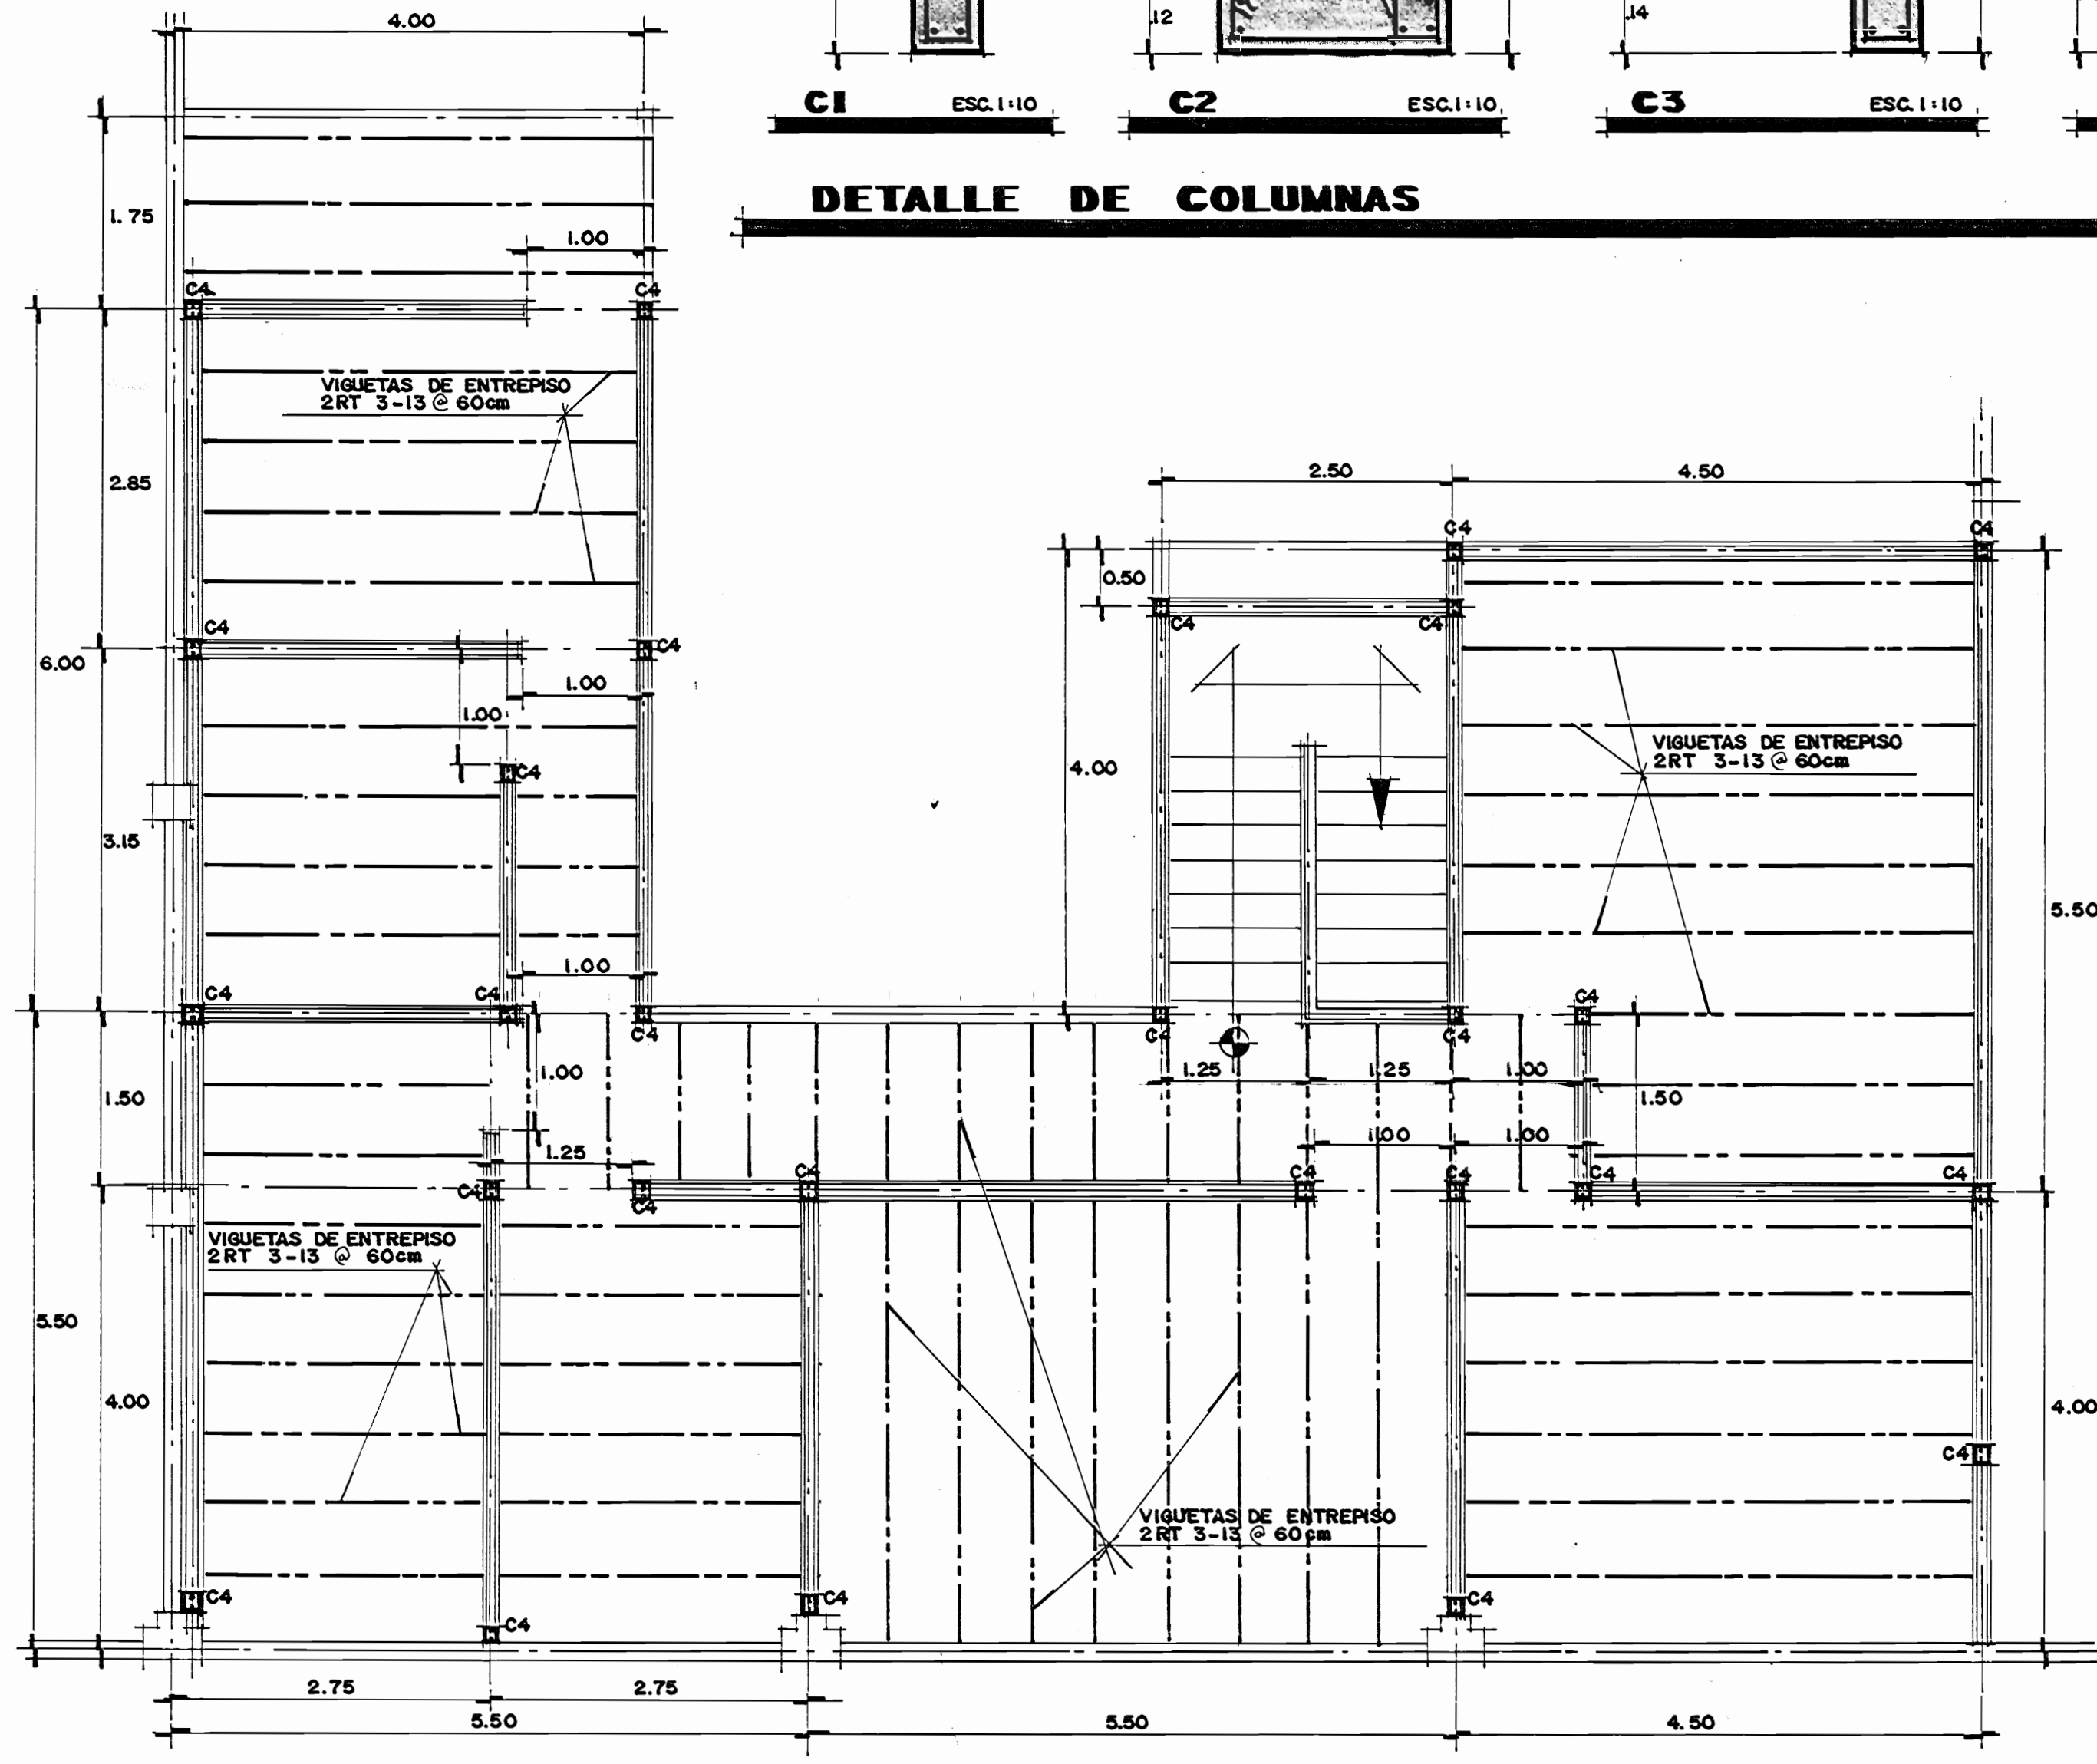 4.00
.12
.14
C1 ESC. 1:10
C2 ESC. 1:10
C3 ESC. 1:10
DETALLE DE COLUMNAS
1.75
1.00
C4
C4
VIGUETAS DE ENTREPISO
2RT 3-13 @ 60cm
2.85
2.50
4.50
C4
C4
0.50
C4
C4
C4
C4
6.00
1.00
1.00
C4
4.00
VIGUETAS DE ENTREPISO
2RT 3-13 @ 60cm
3.15
5.50
1.00
C4
C4
C4
C4
C4
C4
1.00
1.25
1.25
1.00
1.50
1.50
1.25
1.00
1.00
C4
C4
C4
C4
C4
C4
C4
VIGUETAS DE ENTREPISO
2RT 3-13 @ 60cm
5.50
4.00
4.00
C4
VIGUETAS DE ENTREPISO
2RT 3-13 @ 60cm
C4
C4
C4
C4
2.75
2.75
5.50
5.50
4.50